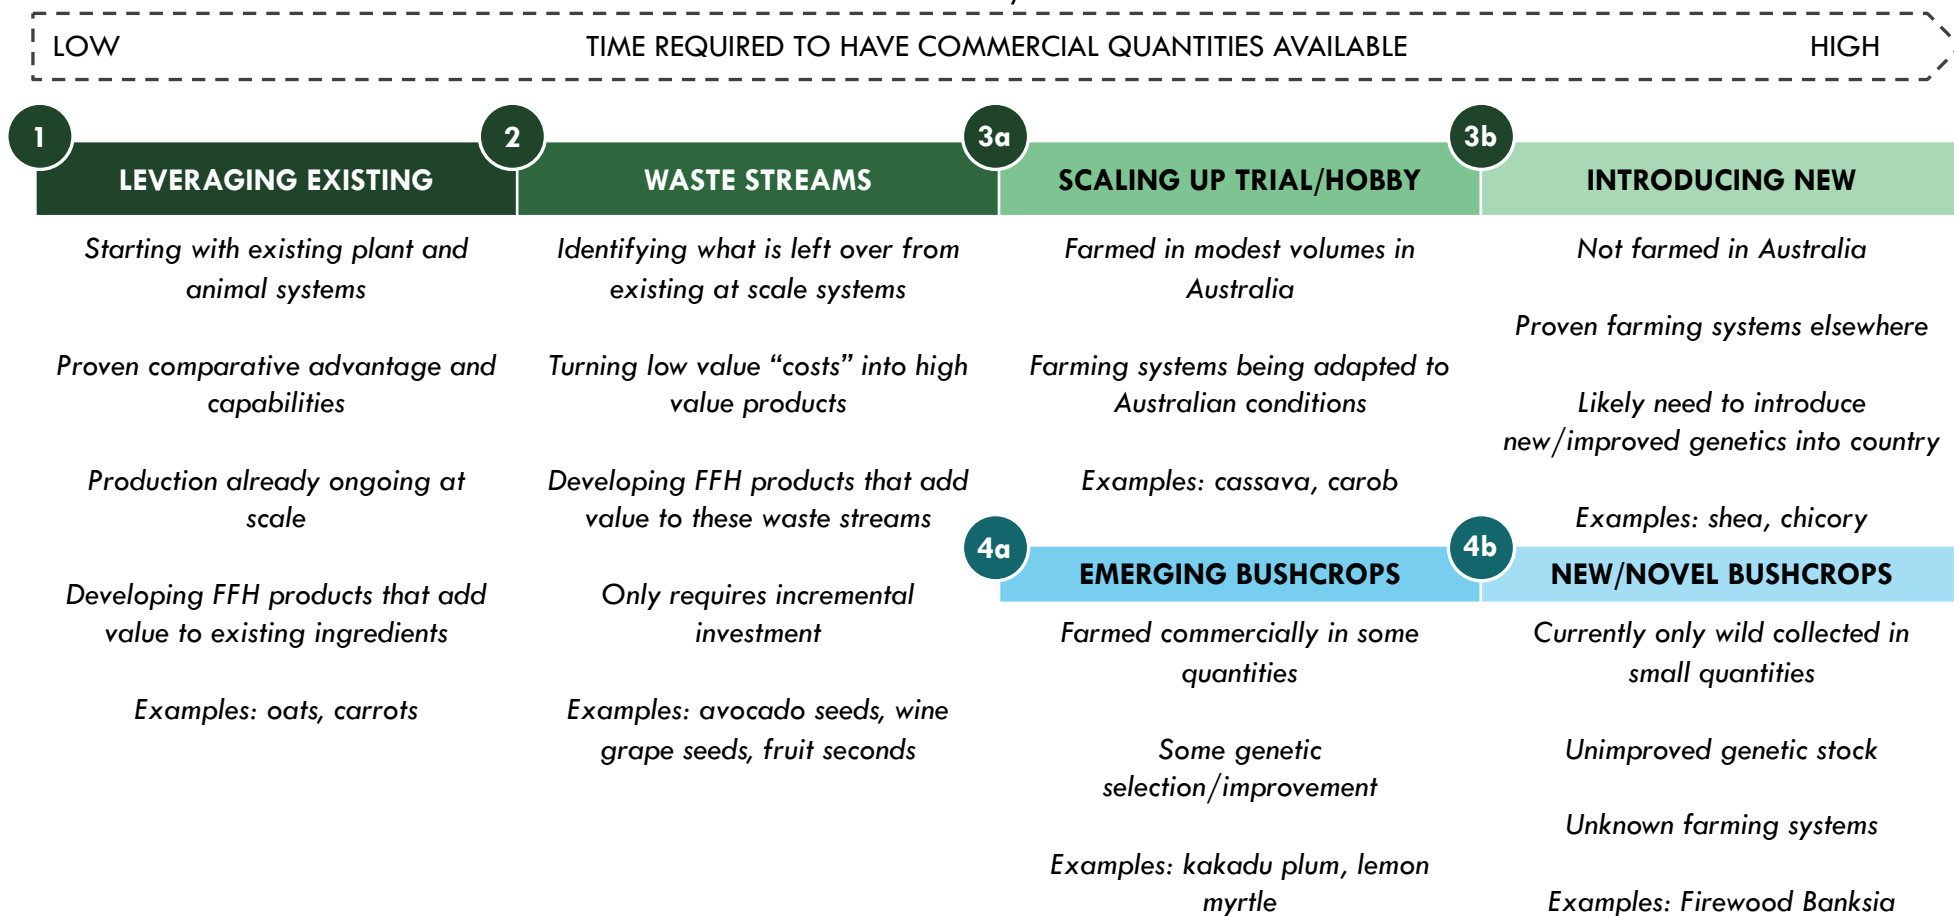 LOW TIME REQUIRED TO HAVE COMMERCIAL QUANTITIES AVAILABLE HIGH
1
LEVERAGING EXISTING
Starting with existing plant and
animal systems
Proven comparative advantage and
capabilities
Production already ongoing at
scale
Developing FFH products that add
value to existing ingredients
Examples: oats, carrots
2
WASTE STREAMS
Identifying what is left over from
existing at scale systems
Turning low value “costs” into high
value products
Developing FFH products that add
value to these waste streams
Only requires incremental
investment
Examples: avocado seeds, wine
grape seeds, fruit seconds
3a
SCALING UP TRIAL/HOBBY
Farmed in modest volumes in
Australia
Farming systems being adapted to
Australian conditions
Examples: cassava, carob
3b
INTRODUCING NEW
Not farmed in Australia
Proven farming systems elsewhere
Likely need to introduce
new/improved genetics into country
Examples: shea, chicory
4a
EMERGING BUSHCROPS
Farmed commercially in some
quantities
Some genetic
selection/improvement
Examples: kakadu plum, lemon
myrtle
4b
NEW/NOVEL BUSHCROPS
Currently only wild collected in
small quantities
Unimproved genetic stock
Unknown farming systems
Examples: Firewood Banksia